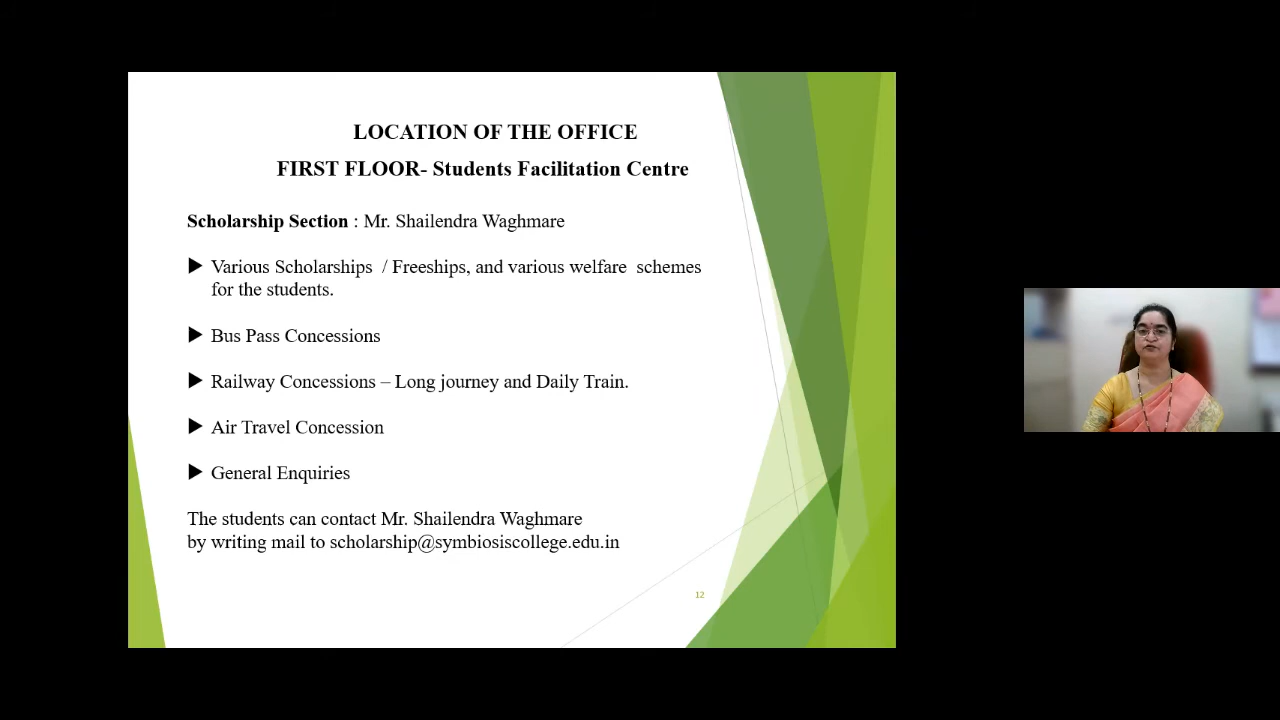 LOCATION OF THE OFFICE
FIRST FLOOR- Students Facilitation Centre
Scholarship Section : Mr. Shailendra Waghmare
Various Scholarships / Freeships, and various welfare schemes
for the students.
Bus Pass Concessions
Railway Concessions – Long journey and Daily Train.
Air Travel Concession
General Enquiries
The students can contact Mr. Shailendra Waghmare
by writing mail to scholarship@symbiosiscollege.edu.in
12